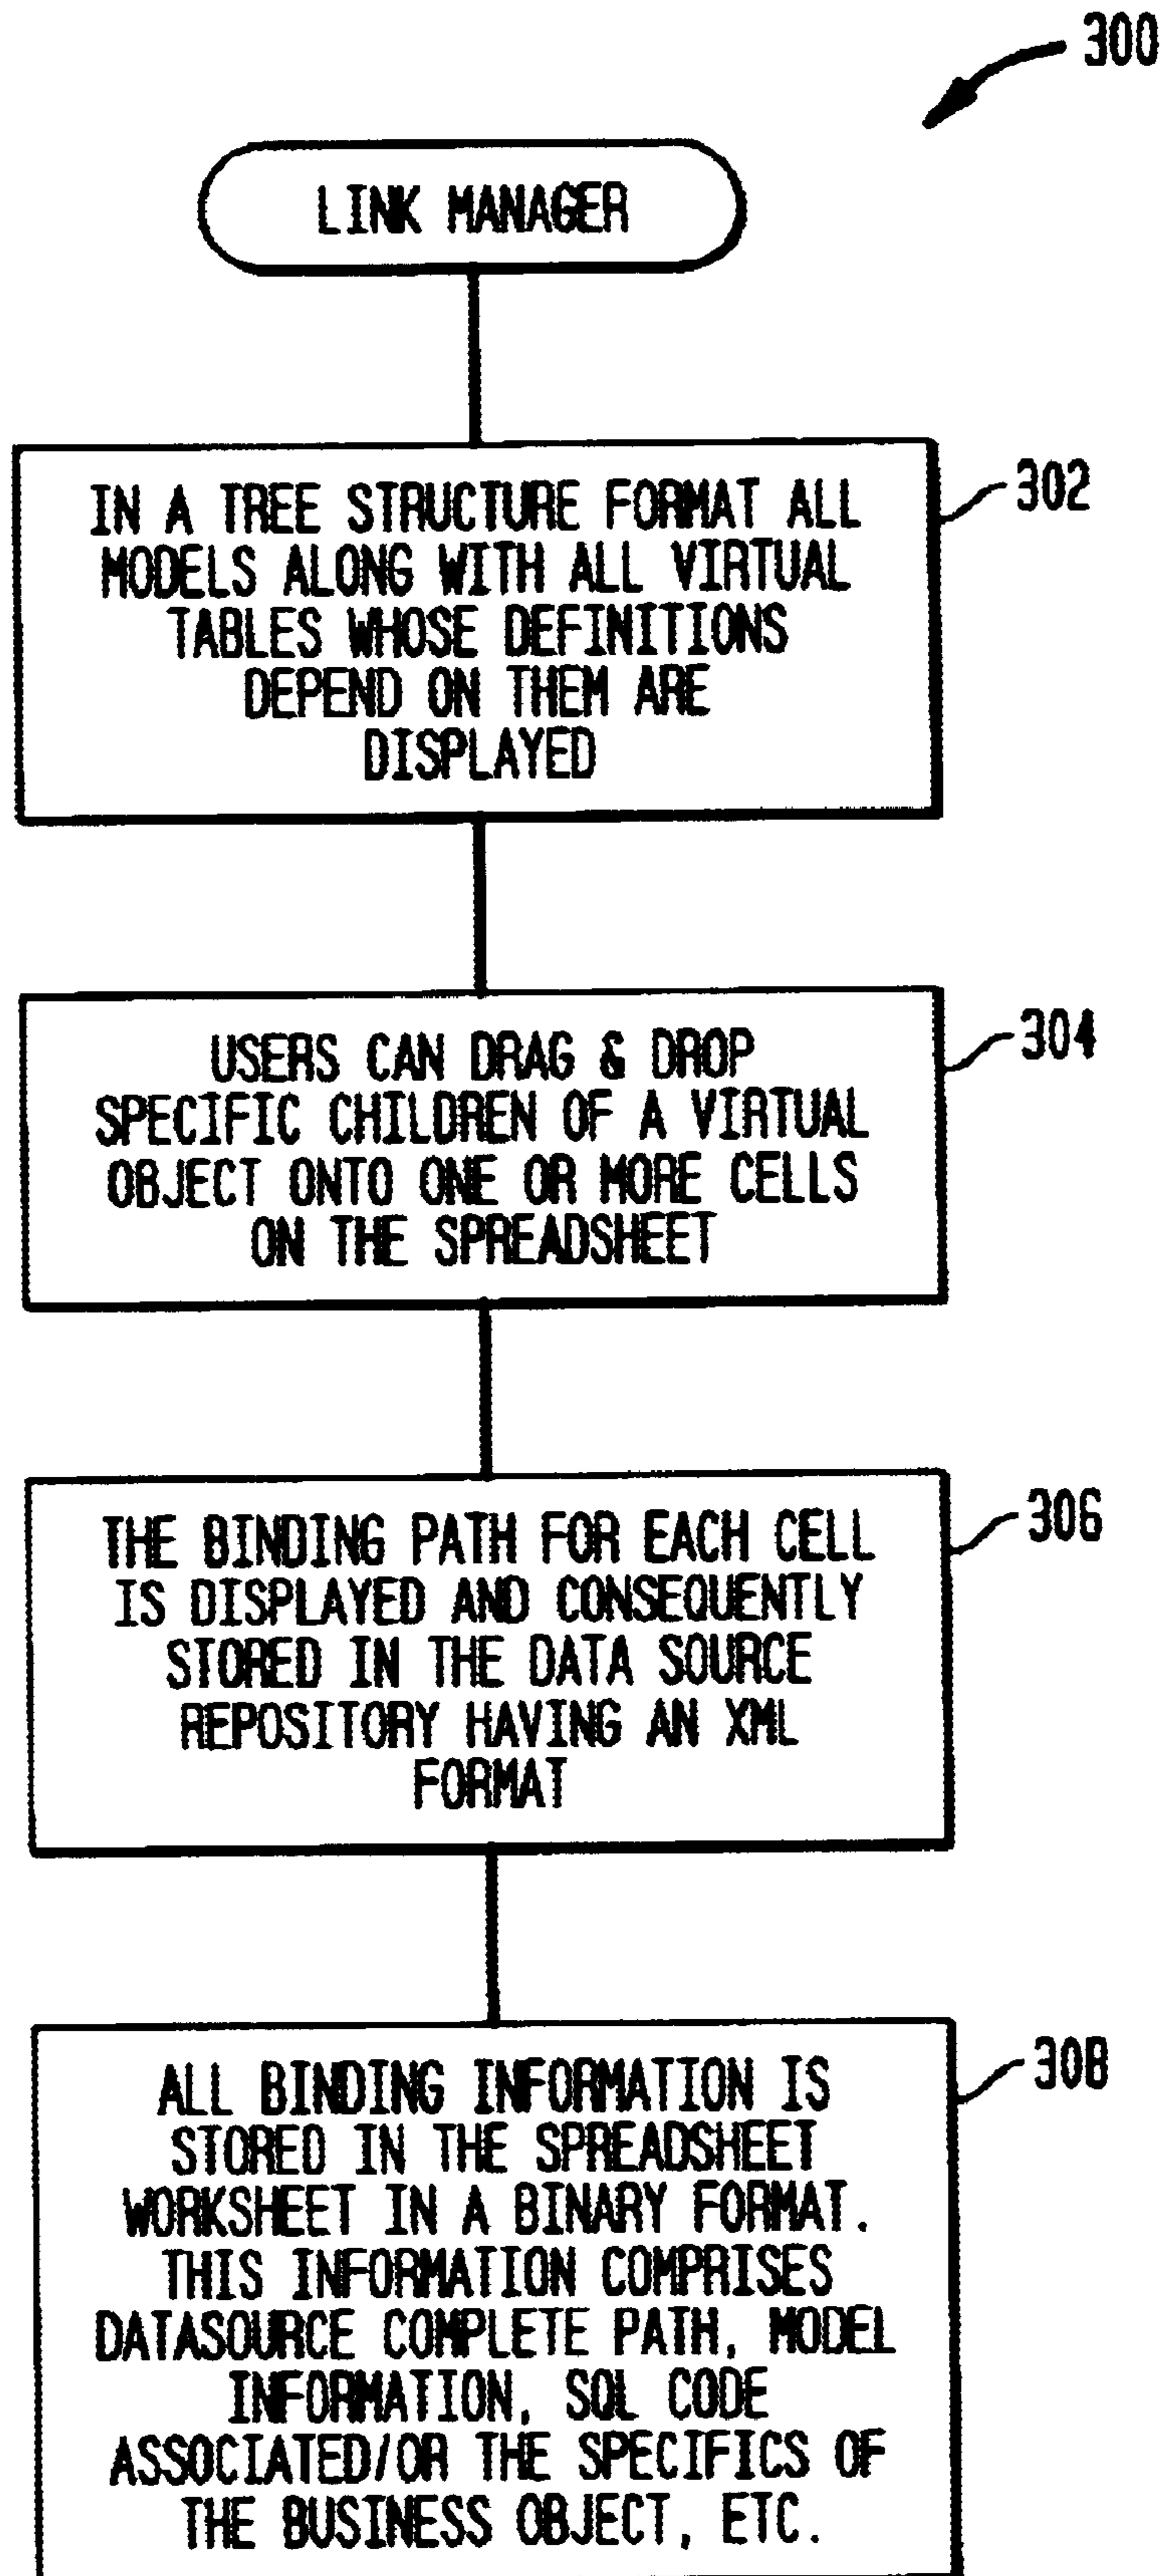 300
LINK MANAGER
302
IN A TREE STRUCTURE FORMAT ALL
MODELS ALONG WITH ALL VIRTUAL
TABLES WHOSE DEFINITIONS
DEPEND ON THEM ARE
DISPLAYED
304
USERS CAN DRAG & DROP
SPECIFIC CHILDREN OF A VIRTUAL
OBJECT ONTO ONE OR MORE CELLS
ON THE SPREADSHEET
306
THE BINDING PATH FOR EACH CELL
IS DISPLAYED AND CONSEQUENTLY
STORED IN THE DATA SOURCE
REPOSITORY HAVING AN XML
FORMAT
308
ALL BINDING INFORMATION IS
STORED IN THE SPREADSHEET
WORKSHEET IN A BINARY FORMAT.
THIS INFORMATION COMPRISES
DATASOURCE COMPLETE PATH, MODEL
INFORMATION, SQL CODE
ASSOCIATED/OR THE SPECIFICS OF
THE BUSINESS OBJECT, ETC.